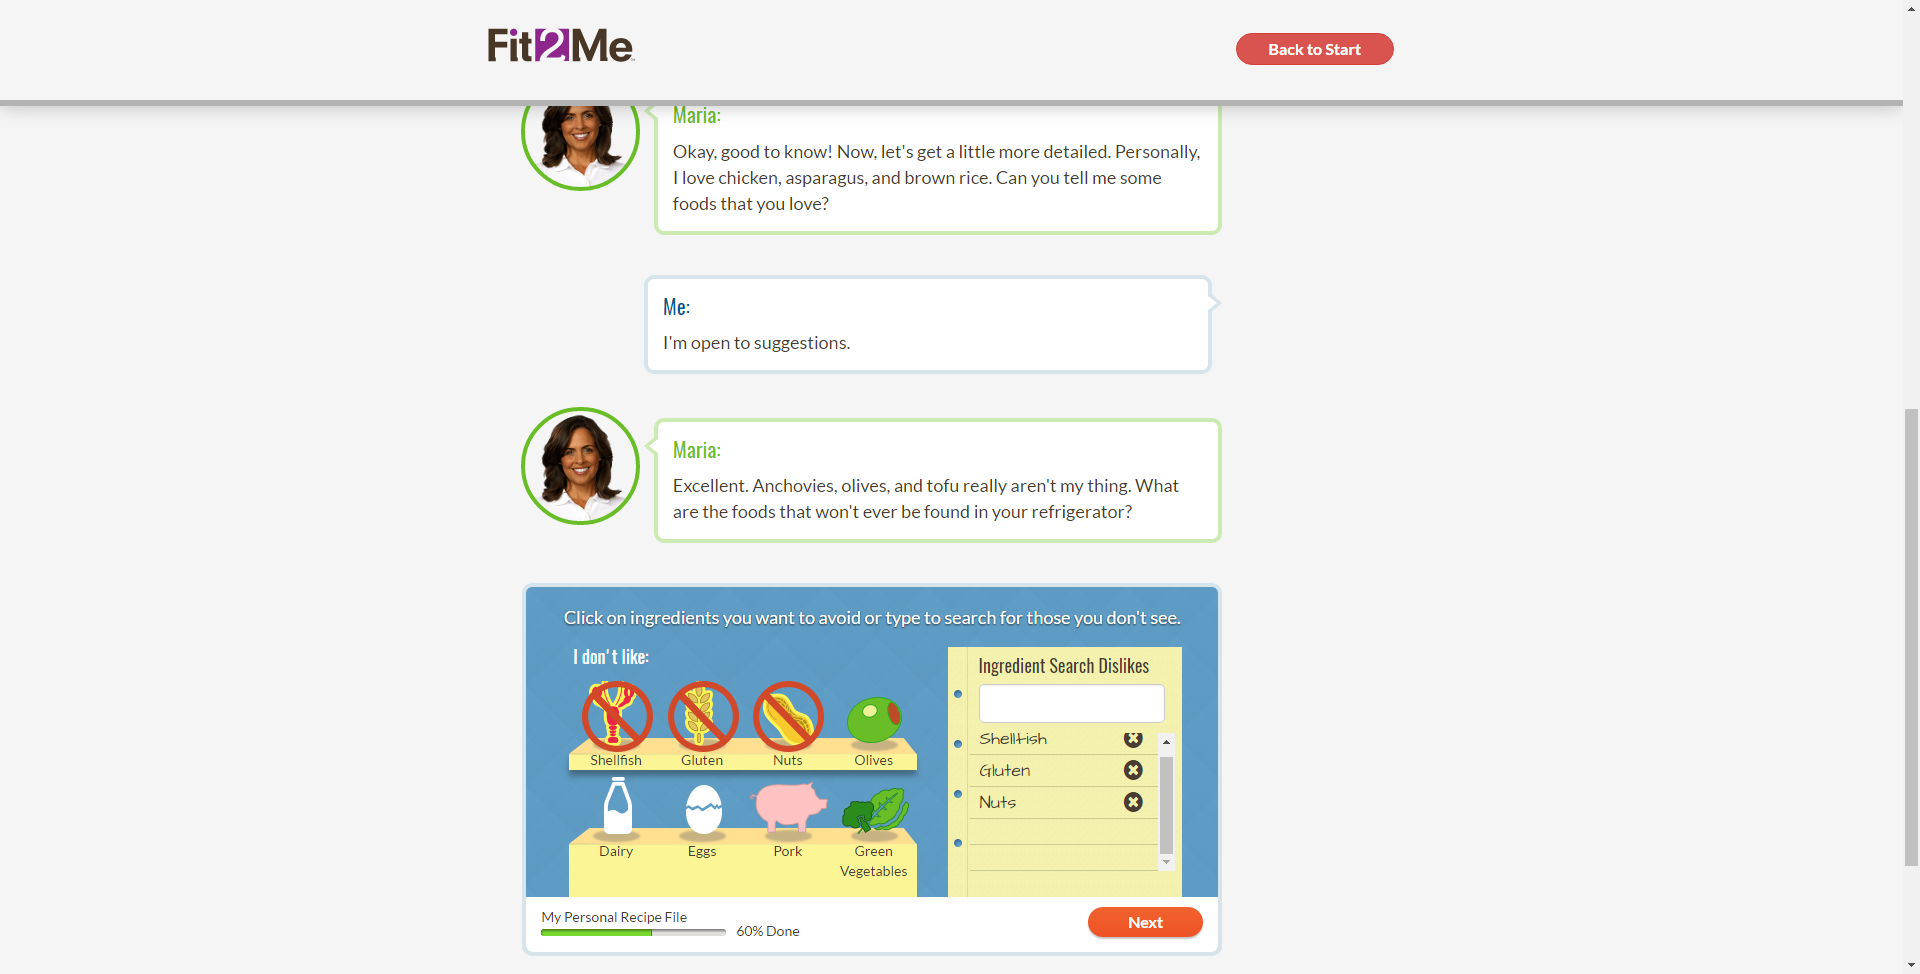 Fit2Me
Back to Start
Maria:
Okay, good to know! Now, let's get a little more detailed. Personally,
I love chicken, asparagus, and brown rice. Can you tell me some
foods that you love?
Me:
I'm open to suggestions.
Maria:
Excellent. Anchovies, olives, and tofu really aren't my thing. What
are the foods that won't ever be found in your refrigerator?
Click on ingredients you want to avoid or type to search for those you don't see.
I don't like:
Shellfish
Gluten
Nuts
Olives
Dairy
Eggs
Pork
Green
Vegetables
Ingredient Search Dislikes
Shellfish
Gluten
Nuts
My Personal Recipe File
60% Done
Next